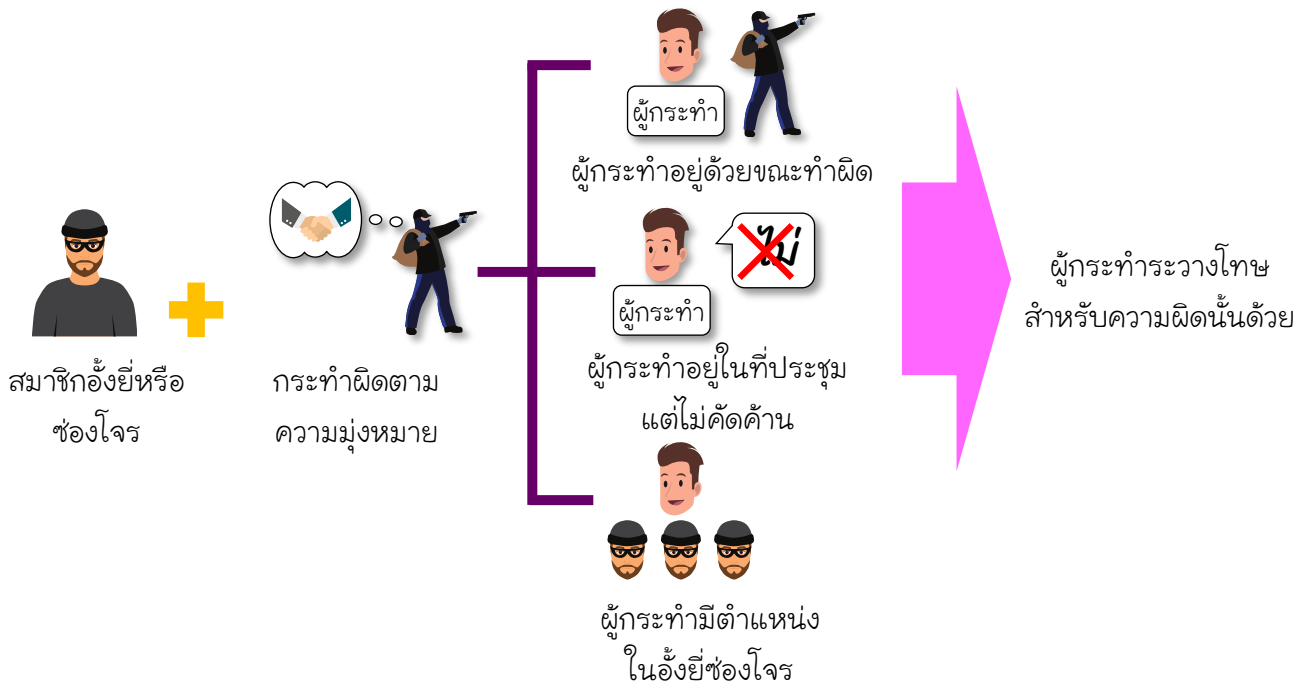 สมาชิกอั้งยี่หรือ
ซ่องโจร
กระทำผิดตาม
ความมุ่งหมาย
ผู้กระทำ
ผู้กระทำอยู่ด้วยขณะทำผิด
ไม่
ผู้กระทำ
ผู้กระทำอยู่ในที่ประชุม
แต่ไม่คัดค้าน
ผู้กระทำมีตำแหน่ง
ในอั้งยี่ซ่องโจร
ผู้กระทำระวางโทษ
สำหรับความผิดนั้นด้วย